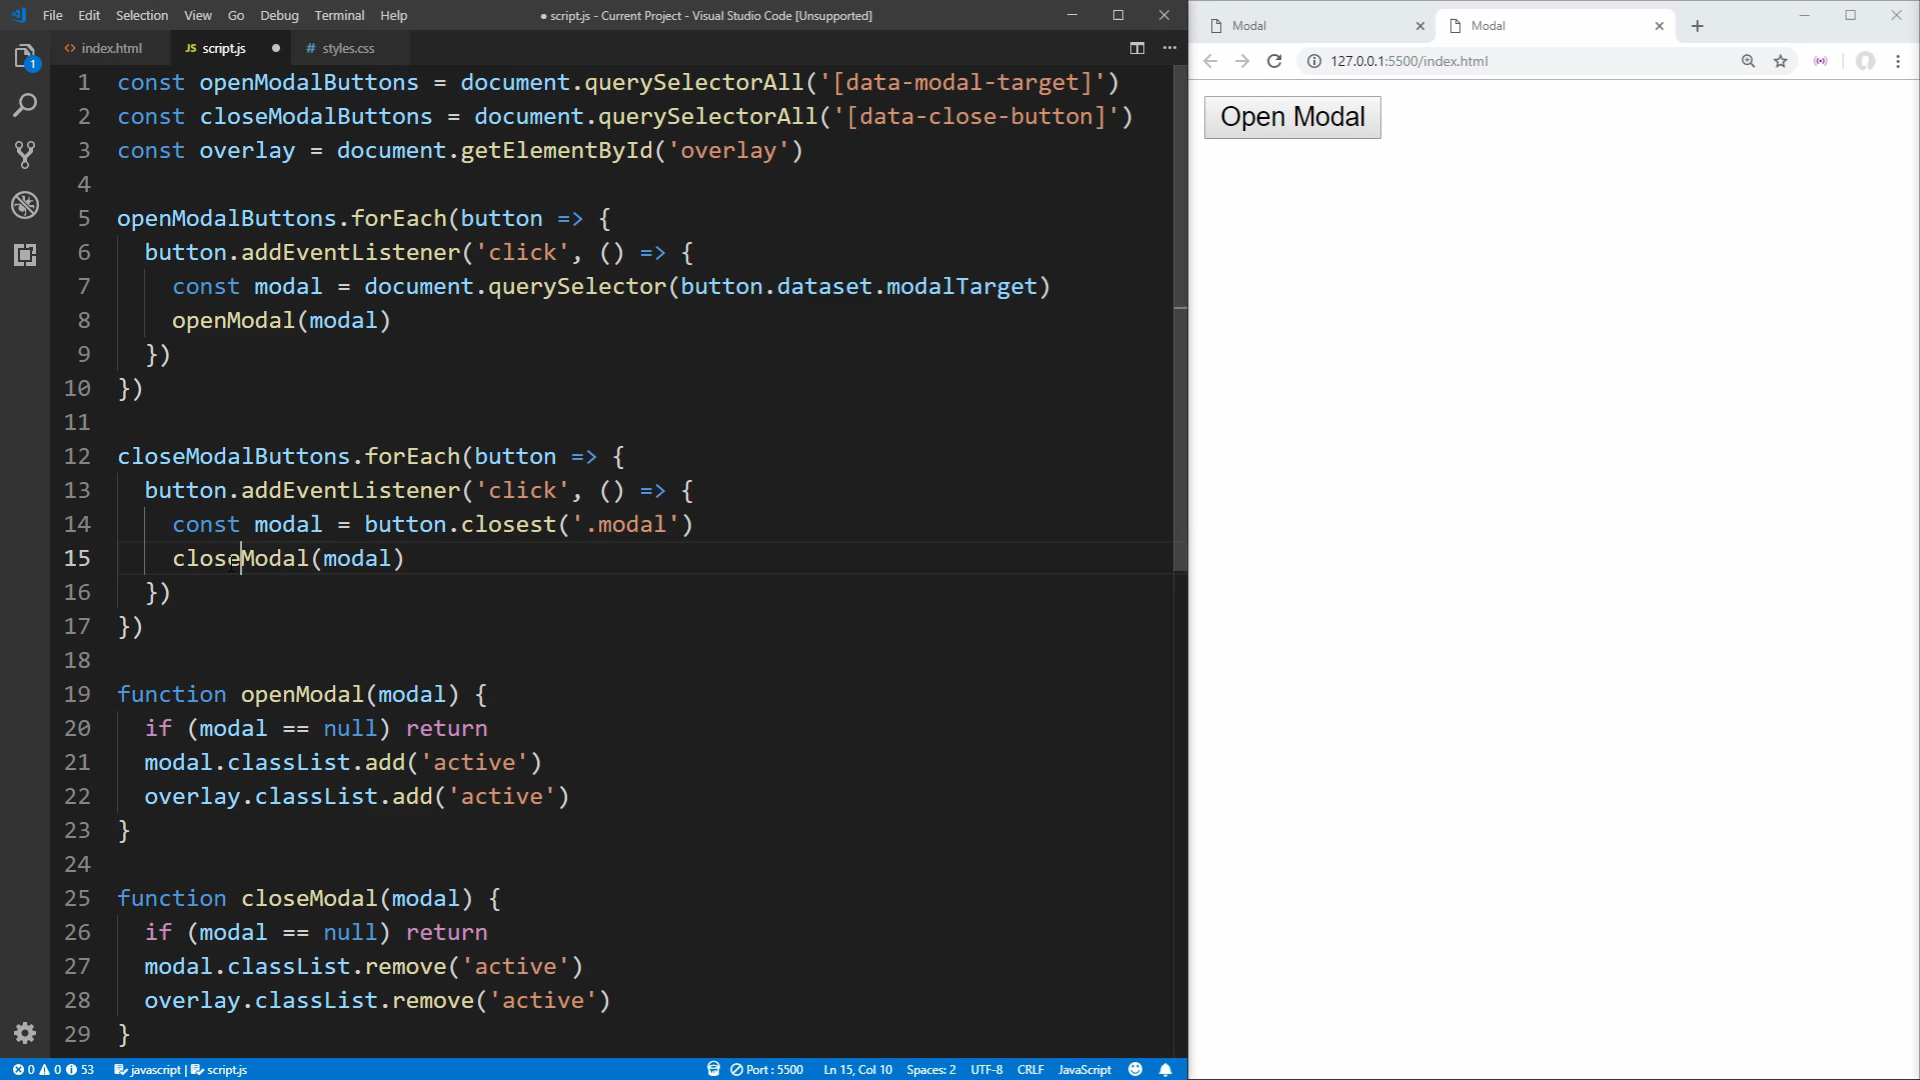 File Edit Selection View Go Debug Terminal Help
● script.js - Current Project - Visual Studio Code [Unsupported]
<> index.html
JS script.js ●
# styles.css
1 const openModalButtons = document.querySelectorAll('[data-modal-target]')
2 const closeModalButtons = document.querySelectorAll('[data-close-button]')
3 const overlay = document.getElementById('overlay')
4
5 openModalButtons.forEach(button => {
6 button.addEventListener('click', () => {
7 const modal = document.querySelector(button.dataset.modalTarget)
8 openModal(modal)
9 })
10 })
11
12 closeModalButtons.forEach(button => {
13 button.addEventListener('click', () => {
14 const modal = button.closest('.modal')
15 closeModal(modal)
16 })
17 })
18
19 function openModal(modal) {
20 if (modal == null) return
21 modal.classList.add('active')
22 overlay.classList.add('active')
23 }
24
25 function closeModal(modal) {
26 if (modal == null) return
27 modal.classList.remove('active')
28 overlay.classList.remove('active')
29 }
1
0 0 53 javascript | script.js Port : 5500 Ln 15, Col 10 Spaces: 2 UTF-8 CRLF JavaScript
Modal
Modal
127.0.0.1:5500/index.html
Open Modal